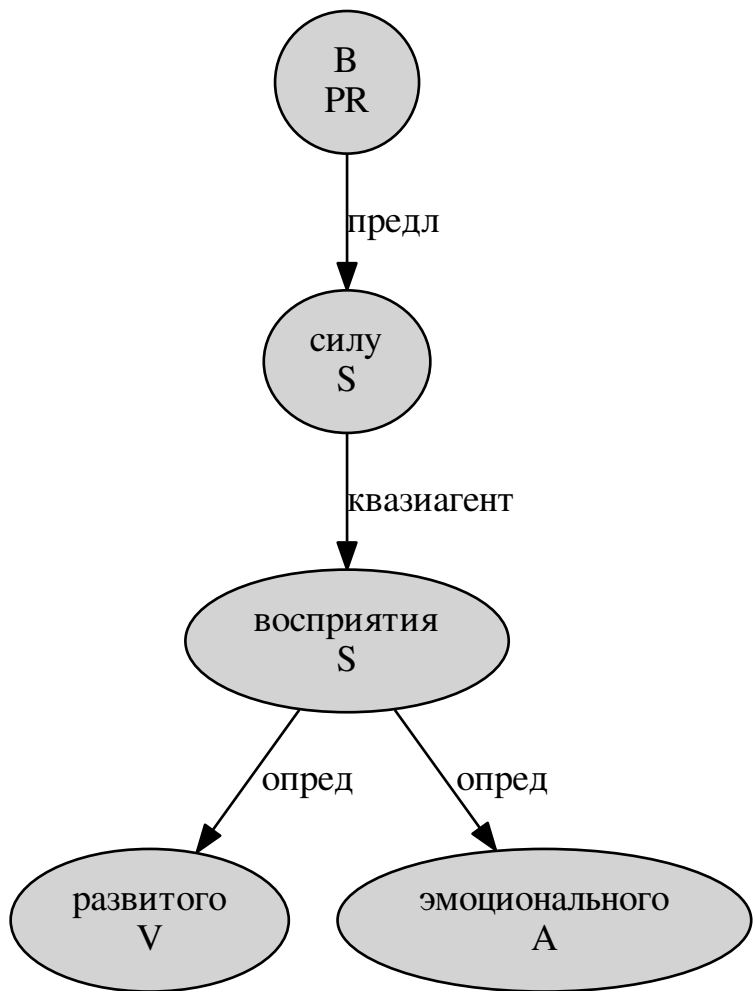 В
PR
предл
силу
S
квазиагент
восприятия
S
опред
опред
развитого
V
эмоционального
A